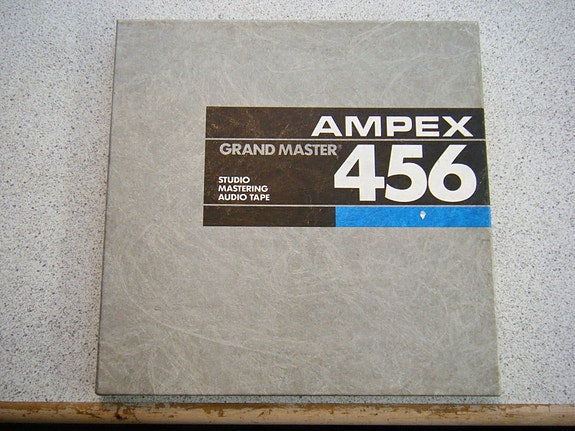 AMPEX
GRAND MASTER®
456
STUDIO
MASTERING
AUDIO TAPE